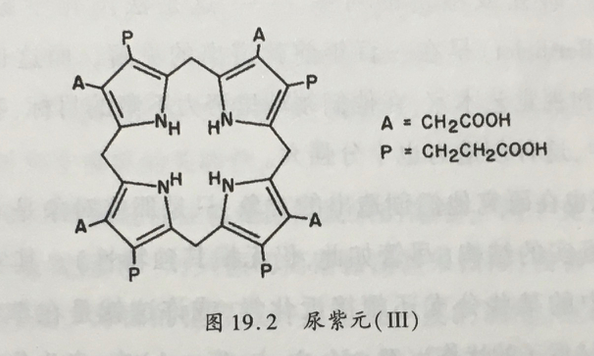 P A
A P
NH HN
A = CH₂COOH
P = CH₂CH₂COOH
NH HN
A A
P P
图 19.2 尿紫元(III)